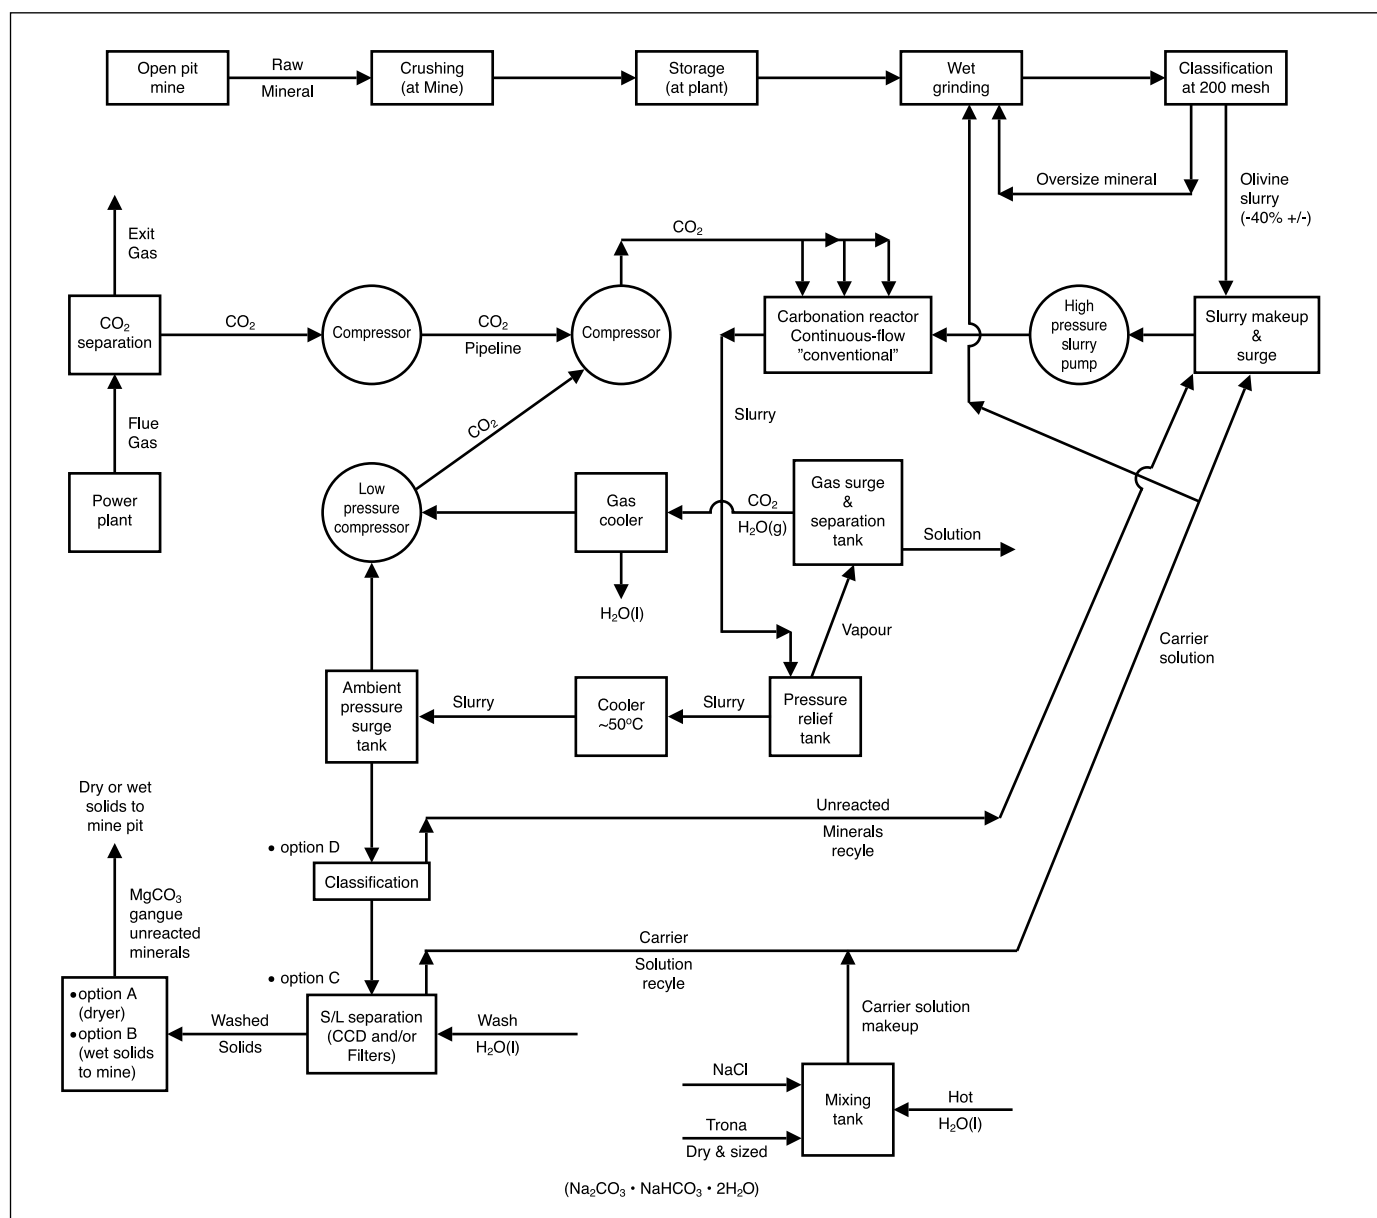 Open pit
mine
Raw
Mineral
Crushing
(at Mine)
Storage
(at plant)
Wet
grinding
Classification
at 200 mesh
Oversize mineral
Olivine
slurry
(-40% +/-)
Exit
Gas
CO₂
CO₂
separation
CO₂
Compressor
CO₂
Pipeline
Compressor
Carbonation reactor
Continuous-flow
"conventional"
High
pressure
slurry
pump
Slurry makeup
&
surge
Flue
Gas
CO₂
Slurry
Power
plant
Low
pressure
compressor
Gas
cooler
CO₂
H₂O(g)
Gas surge
&
separation
tank
Solution
H₂O(l)
Vapour
Carrier
solution
Ambient
pressure
surge
tank
Slurry
Cooler
~50ºC
Slurry
Pressure
relief
tank
Dry or wet
solids to
mine pit
• option D
Classification
Unreacted
Minerals
recyle
MgCO₃
gangue
unreacted
minerals
• option C
Carrier
Solution
recyle
• option A
(dryer)
• option B
(wet solids
to mine)
Washed
Solids
S/L separation
(CCD and/or
Filters)
Wash
H₂O(l)
Carrier solution
makeup
NaCl
Trona
Dry & sized
Mixing
tank
Hot
H₂O(l)
(Na₂CO₃ • NaHCO₃ • 2H₂O)